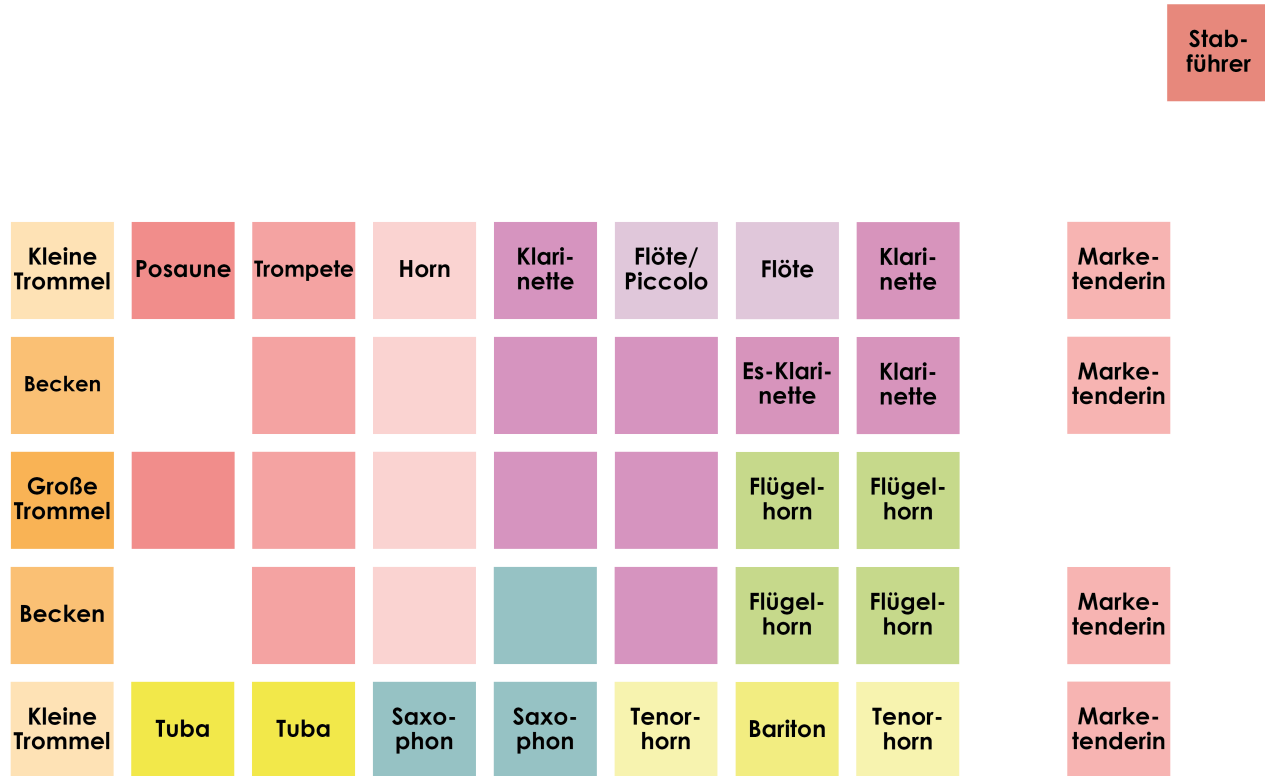 Stab-
führer
Kleine
Trommel
Posaune
Trompete
Horn
Klari-
nette
Flöte/
Piccolo
Flöte
Klari-
nette
Marke-
tenderin
Becken
Es-Klari-
nette
Klari-
nette
Marke-
tenderin
Große
Trommel
Flügel-
horn
Flügel-
horn
Becken
Flügel-
horn
Flügel-
horn
Marke-
tenderin
Kleine
Trommel
Tuba
Tuba
Saxo-
phon
Saxo-
phon
Tenor-
horn
Bariton
Tenor-
horn
Marke-
tenderin